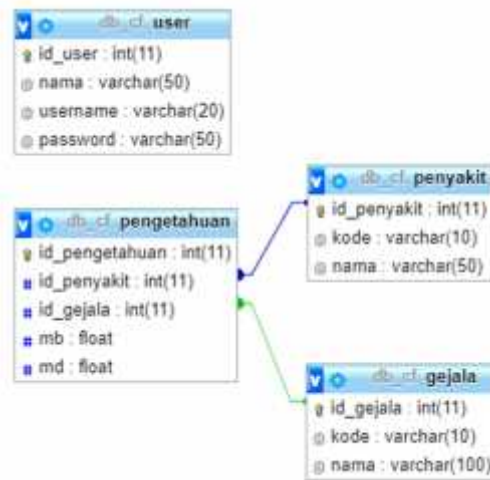 db_cf user
id_user : int(11)
nama : varchar(50)
username : varchar(20)
password : varchar(50)
db_cf pengetahuan
id_pengetahuan : int(11)
id_penyakit : int(11)
id_gejala : int(11)
mb : float
md : float
db_cf penyakit
id_penyakit : int(11)
kode : varchar(10)
nama : varchar(50)
db_cf gejala
id_gejala : int(11)
kode : varchar(10)
nama : varchar(100)